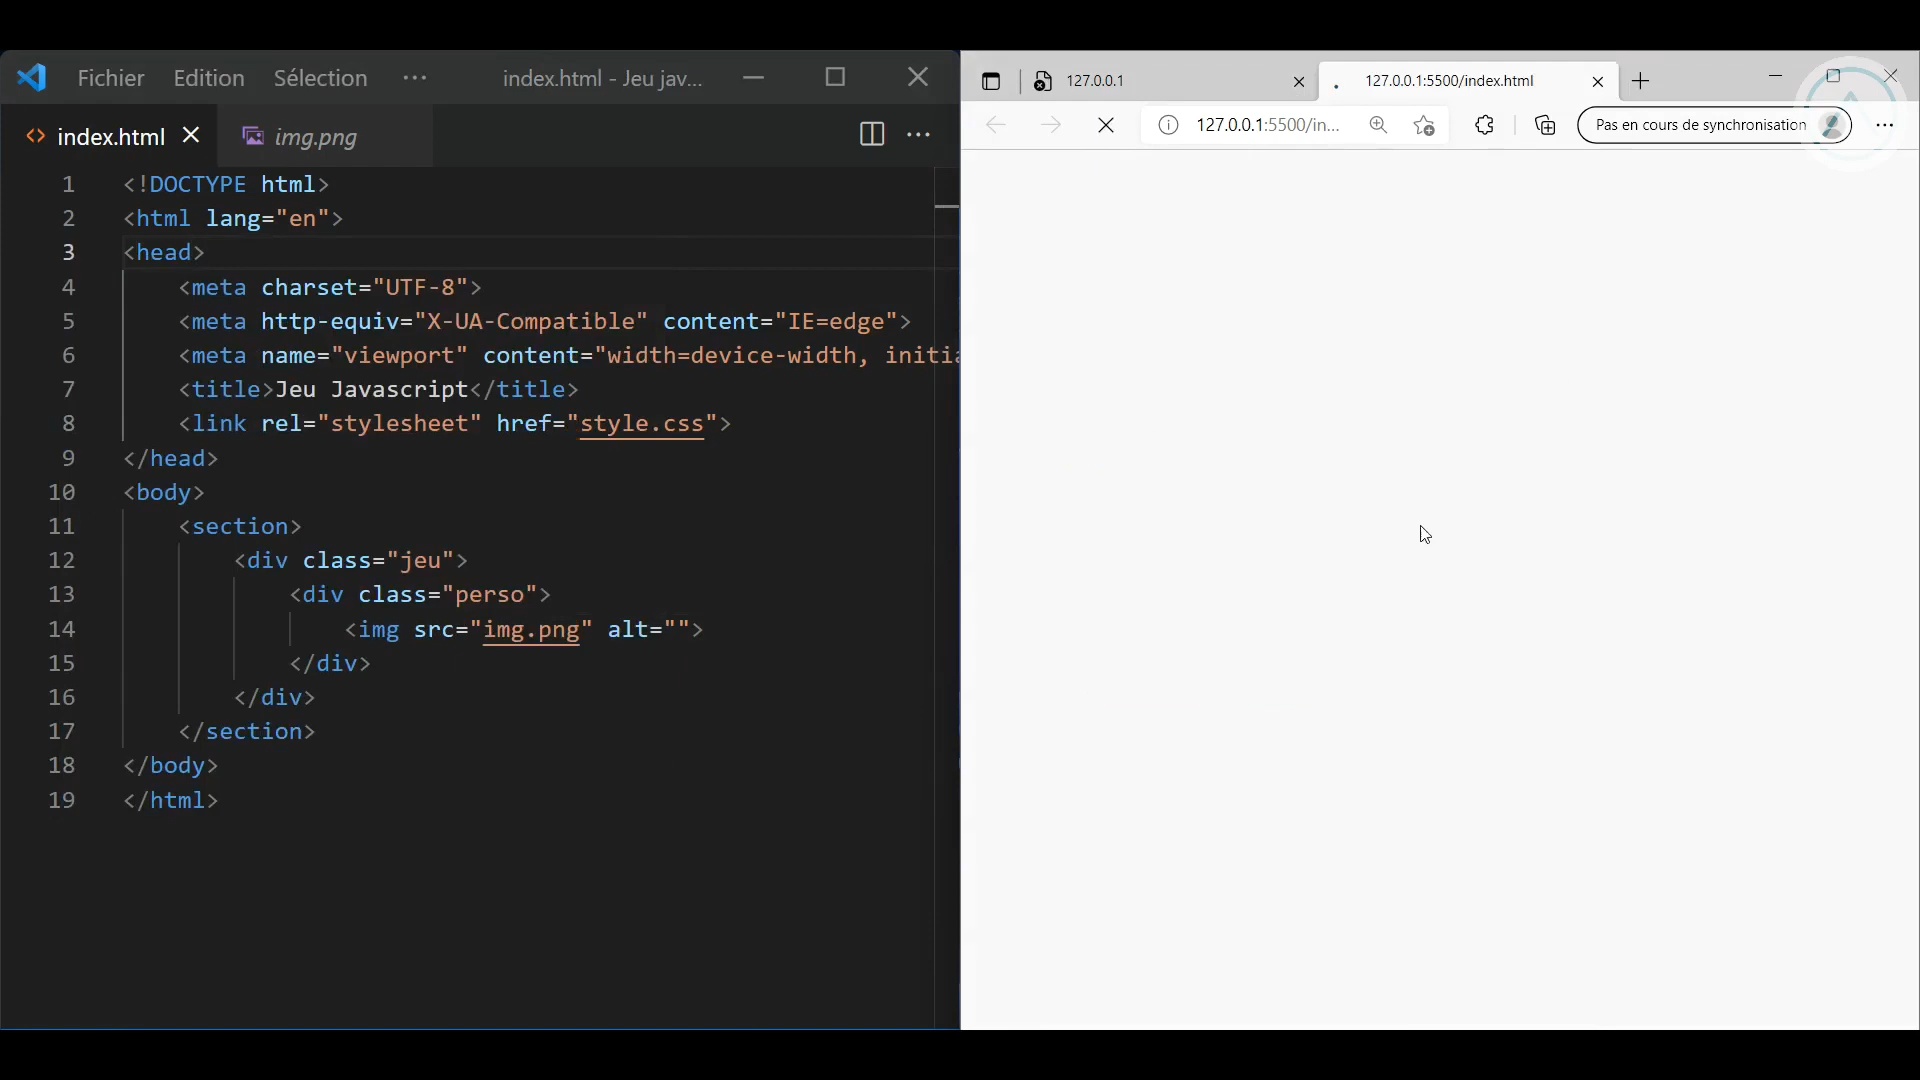 Fichier Edition Sélection ··· index.html - Jeu jav...
index.html img.png
1 <!DOCTYPE html>
2 <html lang="en">
3 <head>
4 <meta charset="UTF-8">
5 <meta http-equiv="X-UA-Compatible" content="IE=edge">
6 <meta name="viewport" content="width=device-width, initia
7 <title>Jeu Javascript</title>
8 <link rel="stylesheet" href="style.css">
9 </head>
10 <body>
11 <section>
12 <div class="jeu">
13 <div class="perso">
14 <img src="img.png" alt="">
15 </div>
16 </div>
17 </section>
18 </body>
19 </html>
127.0.0.1 127.0.0.1:5500/index.html
127.0.0.1:5500/in... Pas en cours de synchronisation